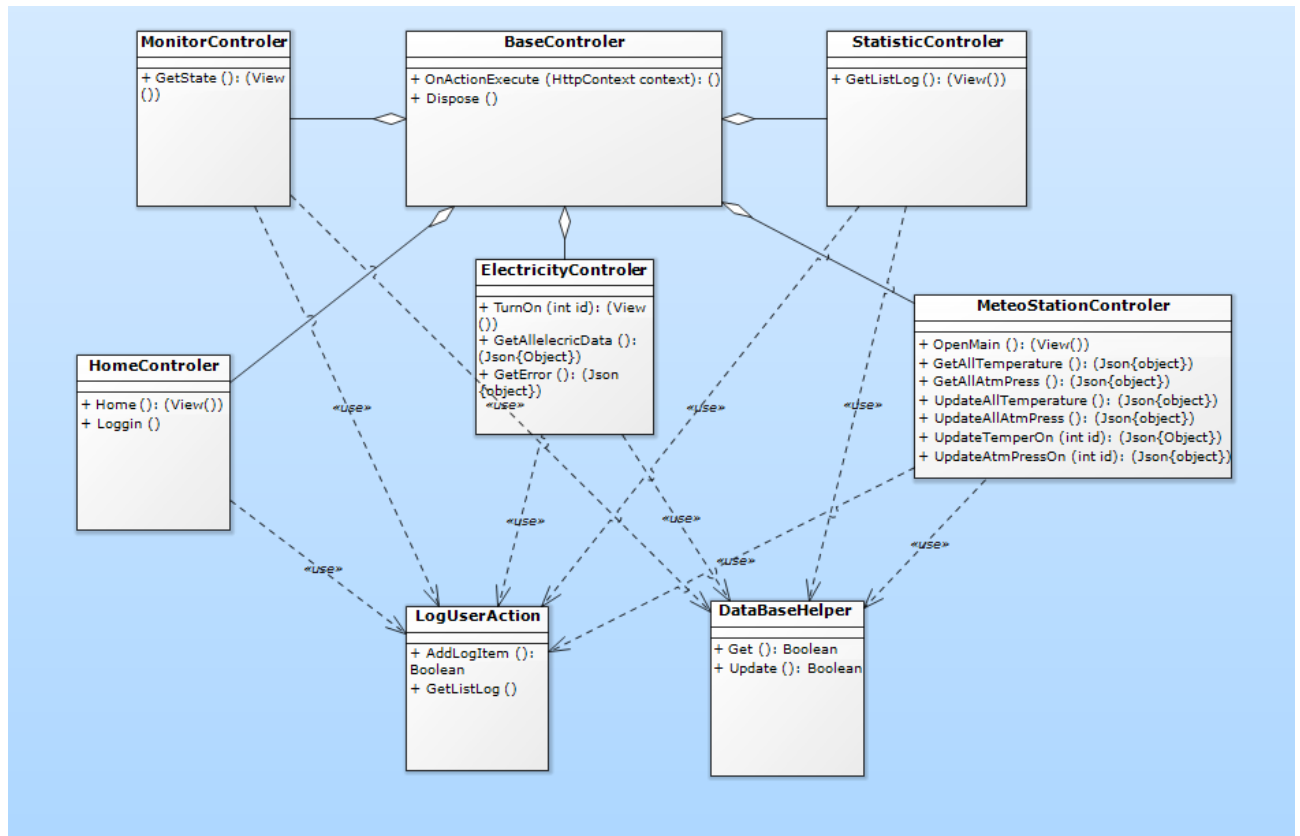 MonitorControler
+ GetState (): (View
())
BaseControler
+ OnActionExecute (HttpContext context): ()
+ Dispose ()
StatisticControler
+ GetListLog (): (View())
ElectricityControler
+ TurnOn (int id): (View
())
+ GetAllelecricData ():
(Json{Object})
+ GetError (): (Json
{object})
MeteoStationControler
+ OpenMain (): (View())
+ GetAllTemperature (): (Json{object})
+ GetAllAtmPress (): (Json{object})
+ UpdateAllTemperature (): (Json{object})
+ UpdateAllAtmPress (): (Json{object})
+ UpdateTemperOn (int id): (Json{Object})
+ UpdateAtmPressOn (int id): (Json{object})
HomeControler
+ Home (): (View())
+ Loggin ()
«use»
«use»
«use»
«use»
«use»
«use»
«use»
«use»
«use»
LogUserAction
+ AddLogItem ():
Boolean
+ GetListLog ()
DataBaseHelper
+ Get (): Boolean
+ Update (): Boolean